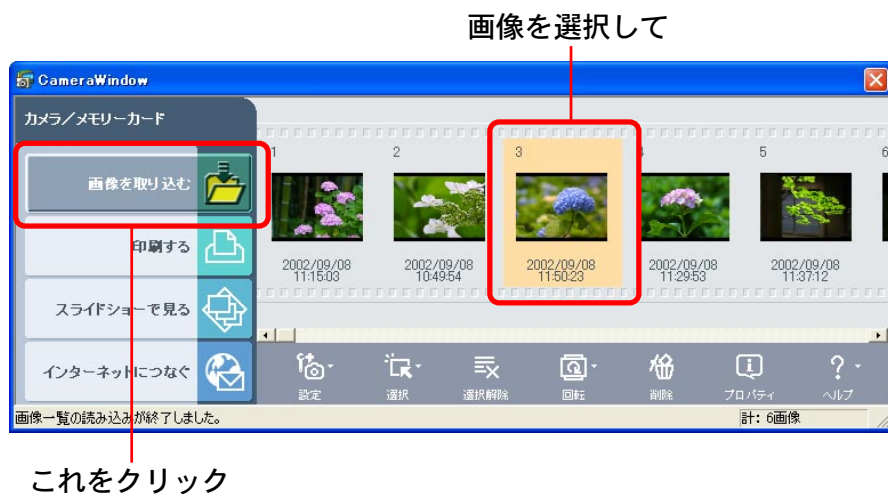 画像を選択して
CameraWindow
カメラ／メモリーカード
画像を取り込む
印刷する
スライドショーで見る
インターネットにつなぐ
1 2 3 4 5 6
2002/09/08 2002/09/08 2002/09/08 2002/09/08 2002/09/08
11:15:03 10:49:54 11:50:23 11:29:53 11:37:12
設定 選択 選択解除 回転 削除 プロパティ ヘルプ
画像一覧の読み込みが終了しました。 計：6画像
これをクリック